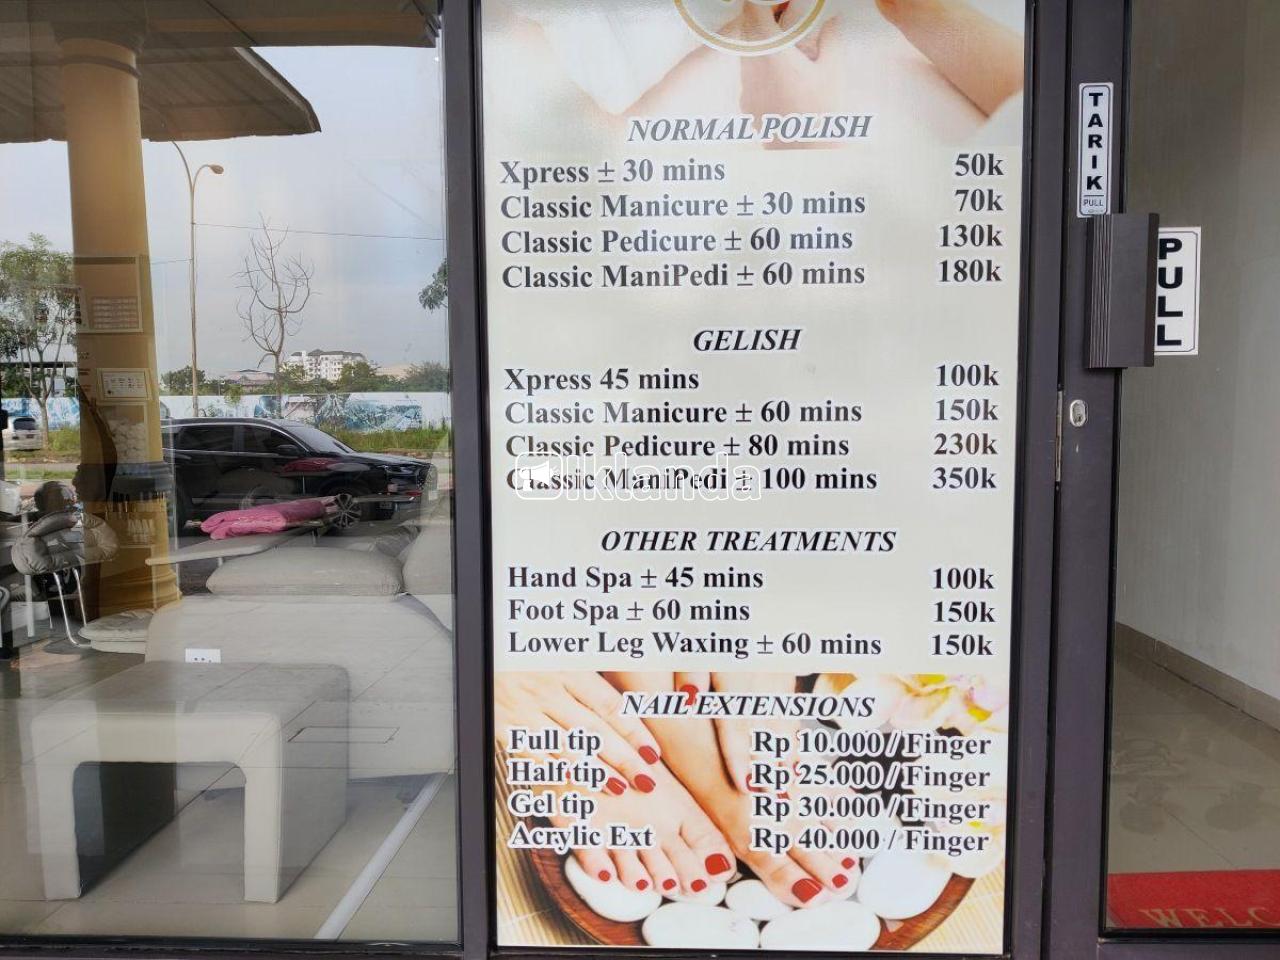 NORMAL POLISH
Xpress ± 30 mins 50k
Classic Manicure ± 30 mins 70k
Classic Pedicure ± 60 mins 130k
Classic ManiPedi ± 60 mins 180k
GELISH
Xpress 45 mins 100k
Classic Manicure ± 60 mins 150k
Classic Pedicure ± 80 mins 230k
Classic ManiPedi ± 100 mins 350k
Iklanda
OTHER TREATMENTS
Hand Spa ± 45 mins 100k
Foot Spa ± 60 mins 150k
Lower Leg Waxing ± 60 mins 150k
NAIL EXTENSIONS
Full tip Rp 10.000 / Finger
Half tip Rp 25.000 / Finger
Gel tip Rp 30.000 / Finger
Acrylic Ext Rp 40.000 / Finger
TARIK
PULL
PULL
WELC